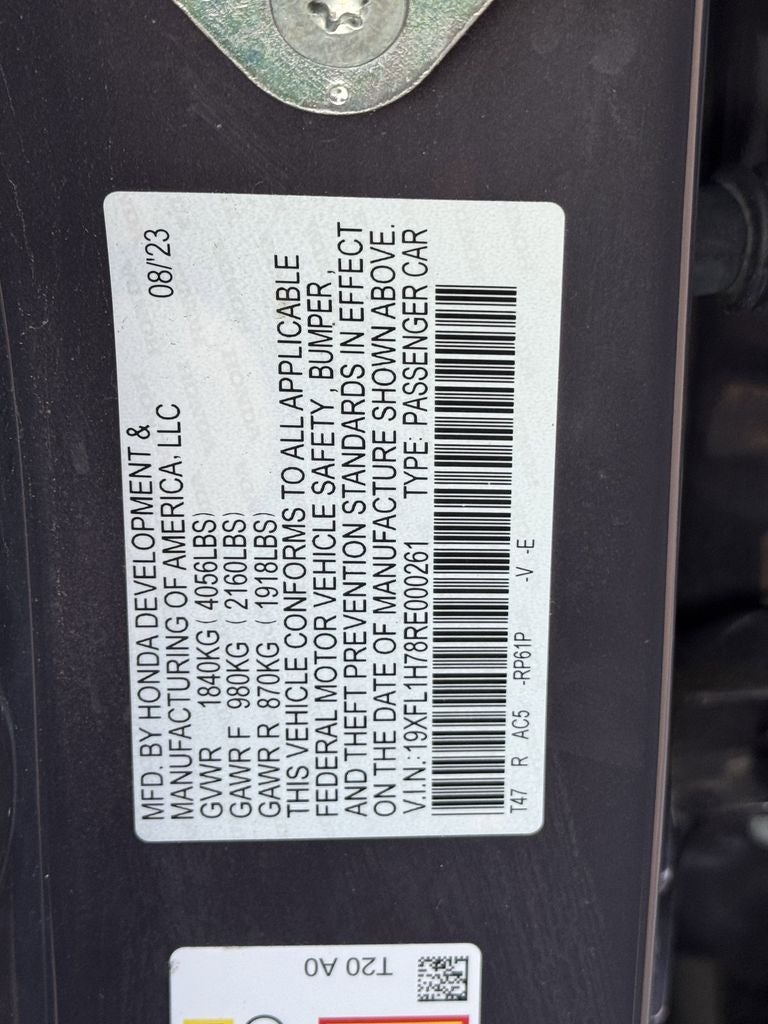 MFD. BY HONDA DEVELOPMENT &
MANUFACTURING OF AMERICA, LLC 08/'23
GVWR 1840KG (4056LBS)
GAWR F 980KG (2160LBS)
GAWR R 870KG (1918LBS)
THIS VEHICLE CONFORMS TO ALL APPLICABLE
FEDERAL MOTOR VEHICLE SAFETY , BUMPER ,
AND THEFT PREVENTION STANDARDS IN EFFECT
ON THE DATE OF MANUFACTURE SHOWN ABOVE.
V.I.N.:19XFL1H78RE000261 TYPE: PASSENGER CAR
T47 R AC5 -RP61P -V -E
T20 A0